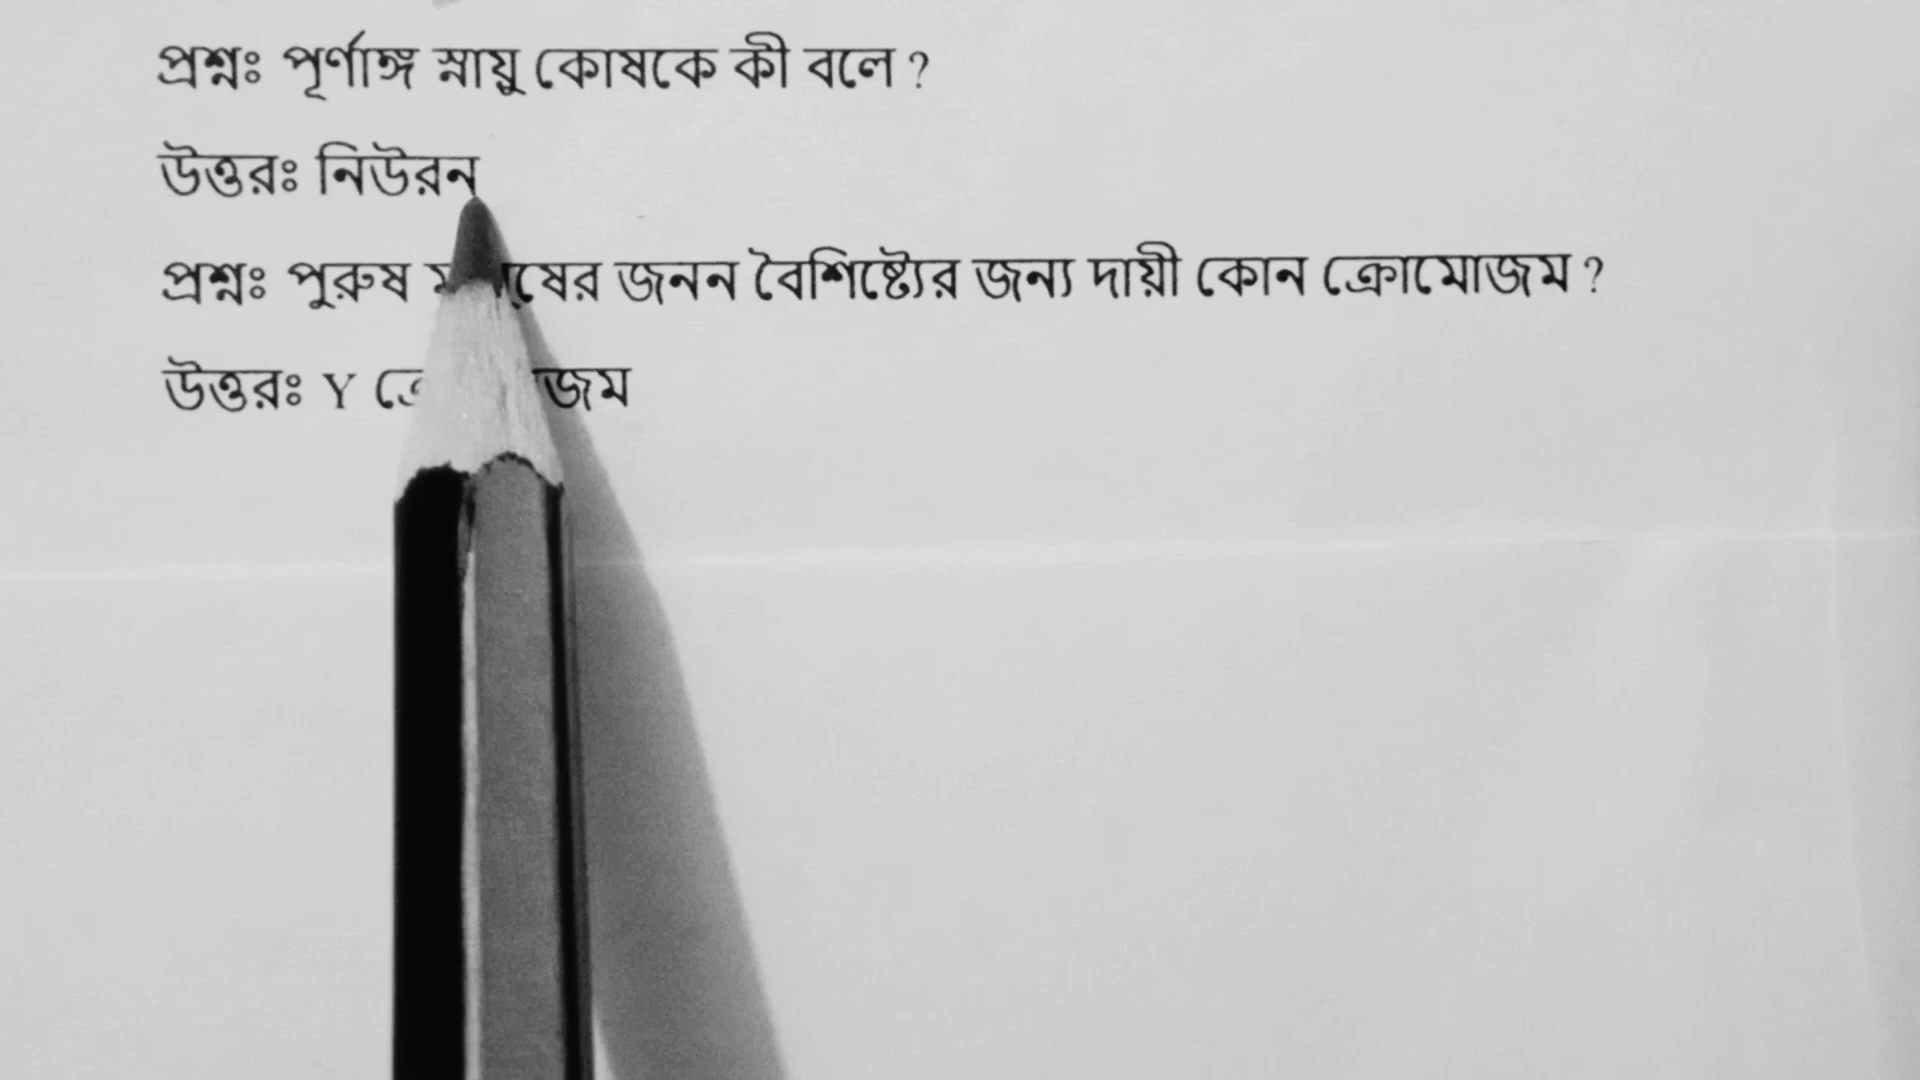 প্রশ্নঃ পূর্ণাঙ্গ স্নায়ু কোষকে কী বলে ?
উত্তরঃ নিউরন
প্রশ্নঃ পুরুষ জনন বৈশিষ্ট্যের জন্য দায়ী কোন ক্রোমোজম ?
উত্তরঃ Y